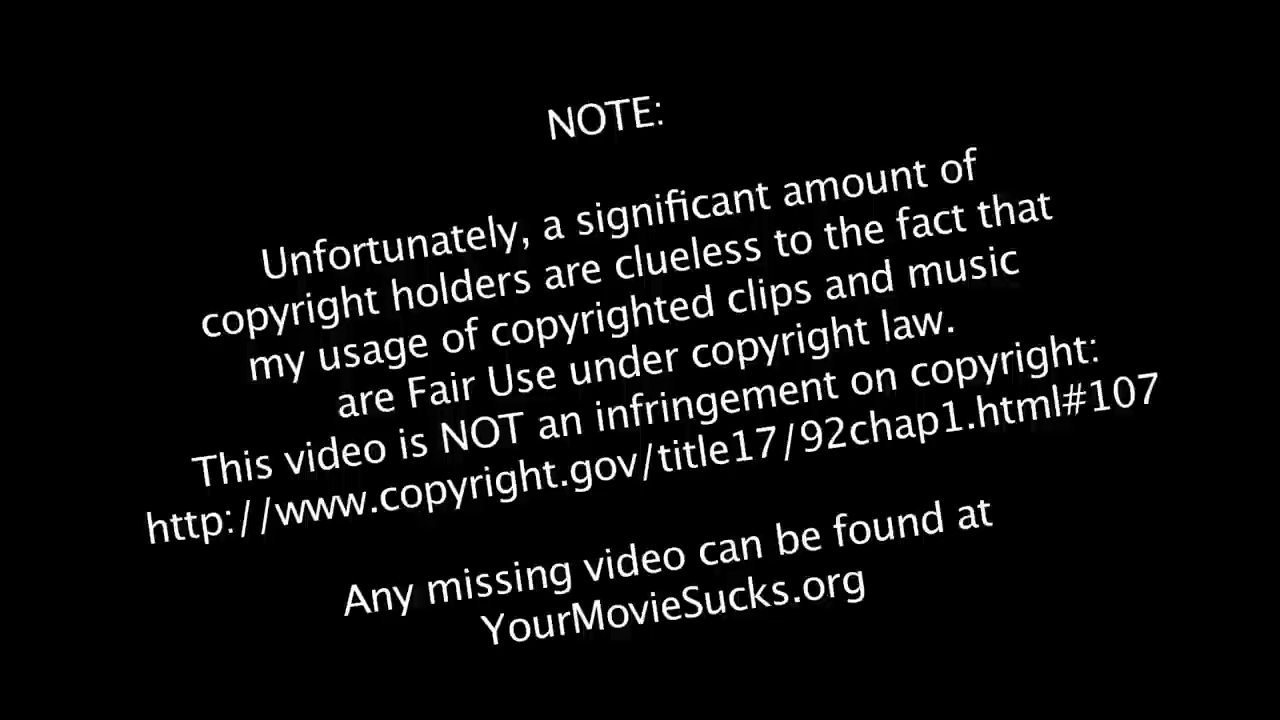 NOTE:
Unfortunately, a significant amount of
copyright holders are clueless to the fact that
my usage of copyrighted clips and music
are Fair Use under copyright law.
This video is NOT an infringement on copyright:
http://www.copyright.gov/title17/92chap1.html#107
Any missing video can be found at
YourMovieSucks.org